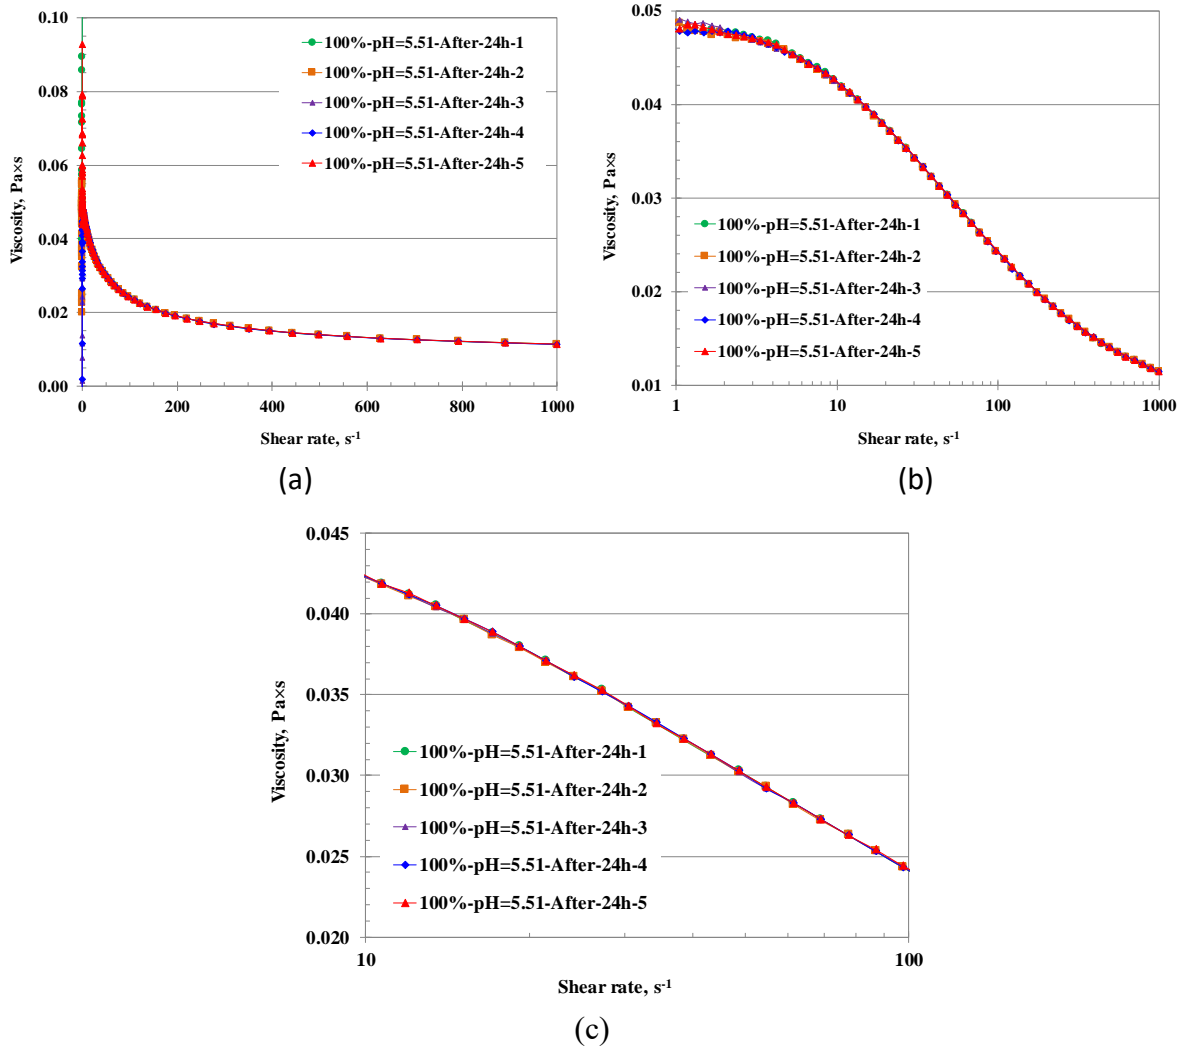 0.10
0.08
0.06
0.04
0.02
0.00
Viscosity, Pa×s
100%-pH=5.51-After-24h-1
100%-pH=5.51-After-24h-2
100%-pH=5.51-After-24h-3
100%-pH=5.51-After-24h-4
100%-pH=5.51-After-24h-5
0 200 400 600 800 1000
Shear rate, s⁻¹
(a)
0.05
0.04
0.03
0.02
0.01
Viscosity, Pa×s
100%-pH=5.51-After-24h-1
100%-pH=5.51-After-24h-2
100%-pH=5.51-After-24h-3
100%-pH=5.51-After-24h-4
100%-pH=5.51-After-24h-5
1 10 100 1000
Shear rate, s⁻¹
(b)
0.045
0.040
0.035
0.030
0.025
0.020
Viscosity, Pa×s
100%-pH=5.51-After-24h-1
100%-pH=5.51-After-24h-2
100%-pH=5.51-After-24h-3
100%-pH=5.51-After-24h-4
100%-pH=5.51-After-24h-5
10 100
Shear rate, s⁻¹
(c)